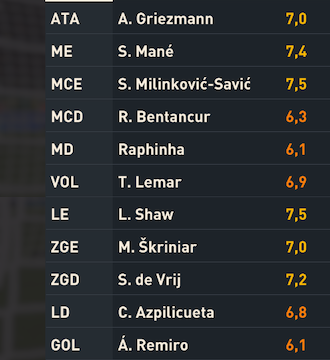 ATA A. Griezmann 7,0
ME S. Mané 7,4
MCE S. Milinković-Savić 7,5
MCD R. Bentancur 6,3
MD Raphinha 6,1
VOL T. Lemar 6,9
LE L. Shaw 7,5
ZGE M. Škriniar 7,0
ZGD S. de Vrij 7,2
LD C. Azpilicueta 6,8
GOL Á. Remiro 6,1